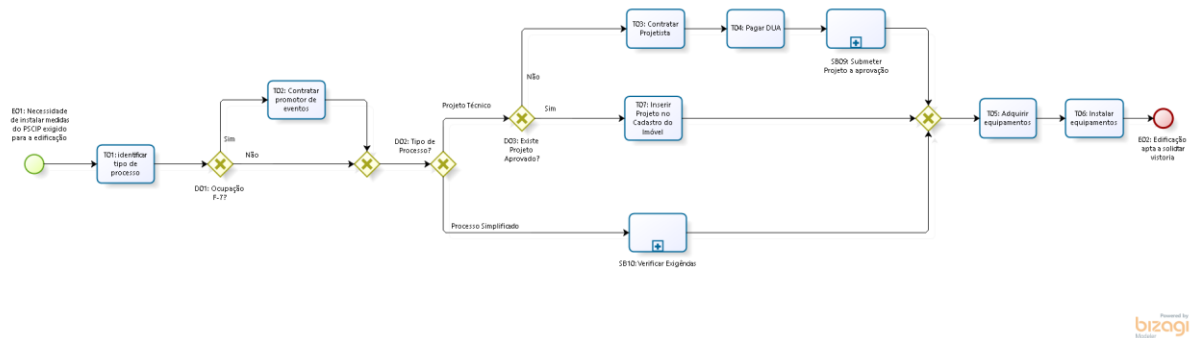 E01: Necessidade
de instalar medidas
do PSCIP exigido
para a edificação
T01: identificar
tipo de
processo
D01: Ocupação
F-7?
Sim
Não
T02: Contratar
promotor de
eventos
D02: Tipo de
Processo?
Projeto Técnico
Processo Simplificado
D03: Existe
Projeto
Aprovado?
Não
Sim
T03: Contratar
Projetista
T04: Pagar DUA
SB09: Submeter
Projeto a aprovação
T07: Inserir
Projeto no
Cadastro do
Imóvel
SB10: Verificar Exigências
T05: Adquirir
equipamentos
T06: Instalar
equipamentos
E02: Edificação
apta a solicitar
vistoria
Powered by
bizagi
Modeler